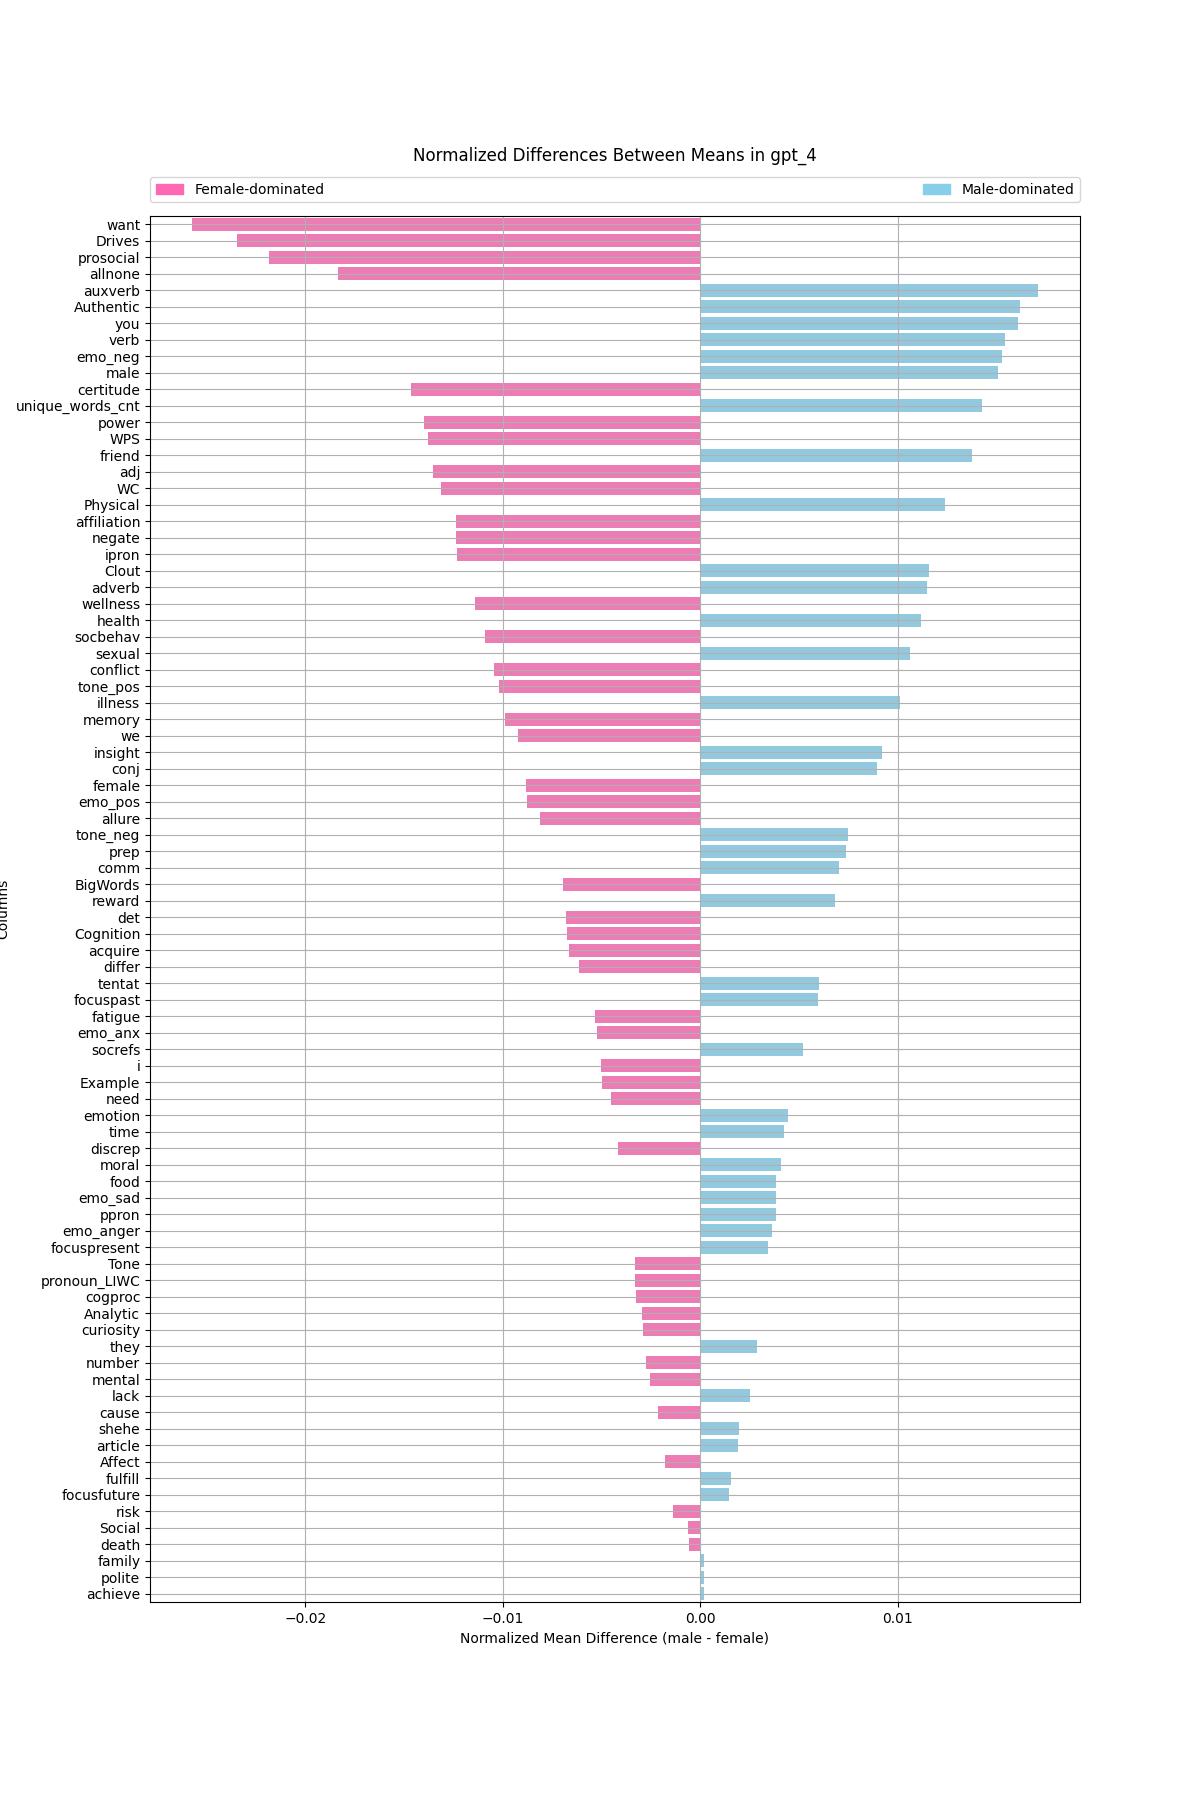 Normalized Differences Between Means in gpt_4
Female-dominated
Male-dominated
want
Drives
prosocial
allnone
auxverb
Authentic
you
verb
emo_neg
male
certitude
unique_words_cnt
power
WPS
friend
adj
WC
Physical
affiliation
negate
ipron
Clout
adverb
wellness
health
socbehav
sexual
conflict
tone_pos
illness
memory
we
insight
conj
female
emo_pos
allure
tone_neg
prep
comm
BigWords
reward
det
Cognition
acquire
differ
tentat
focuspast
fatigue
emo_anx
socrefs
i
Example
need
emotion
time
discrep
moral
food
emo_sad
ppron
emo_anger
focuspresent
Tone
pronoun_LIWC
cogproc
Analytic
curiosity
they
number
mental
lack
cause
shehe
article
Affect
fulfill
focusfuture
risk
Social
death
family
polite
achieve
Columns
−0.02
−0.01
0.00
0.01
Normalized Mean Difference (male - female)